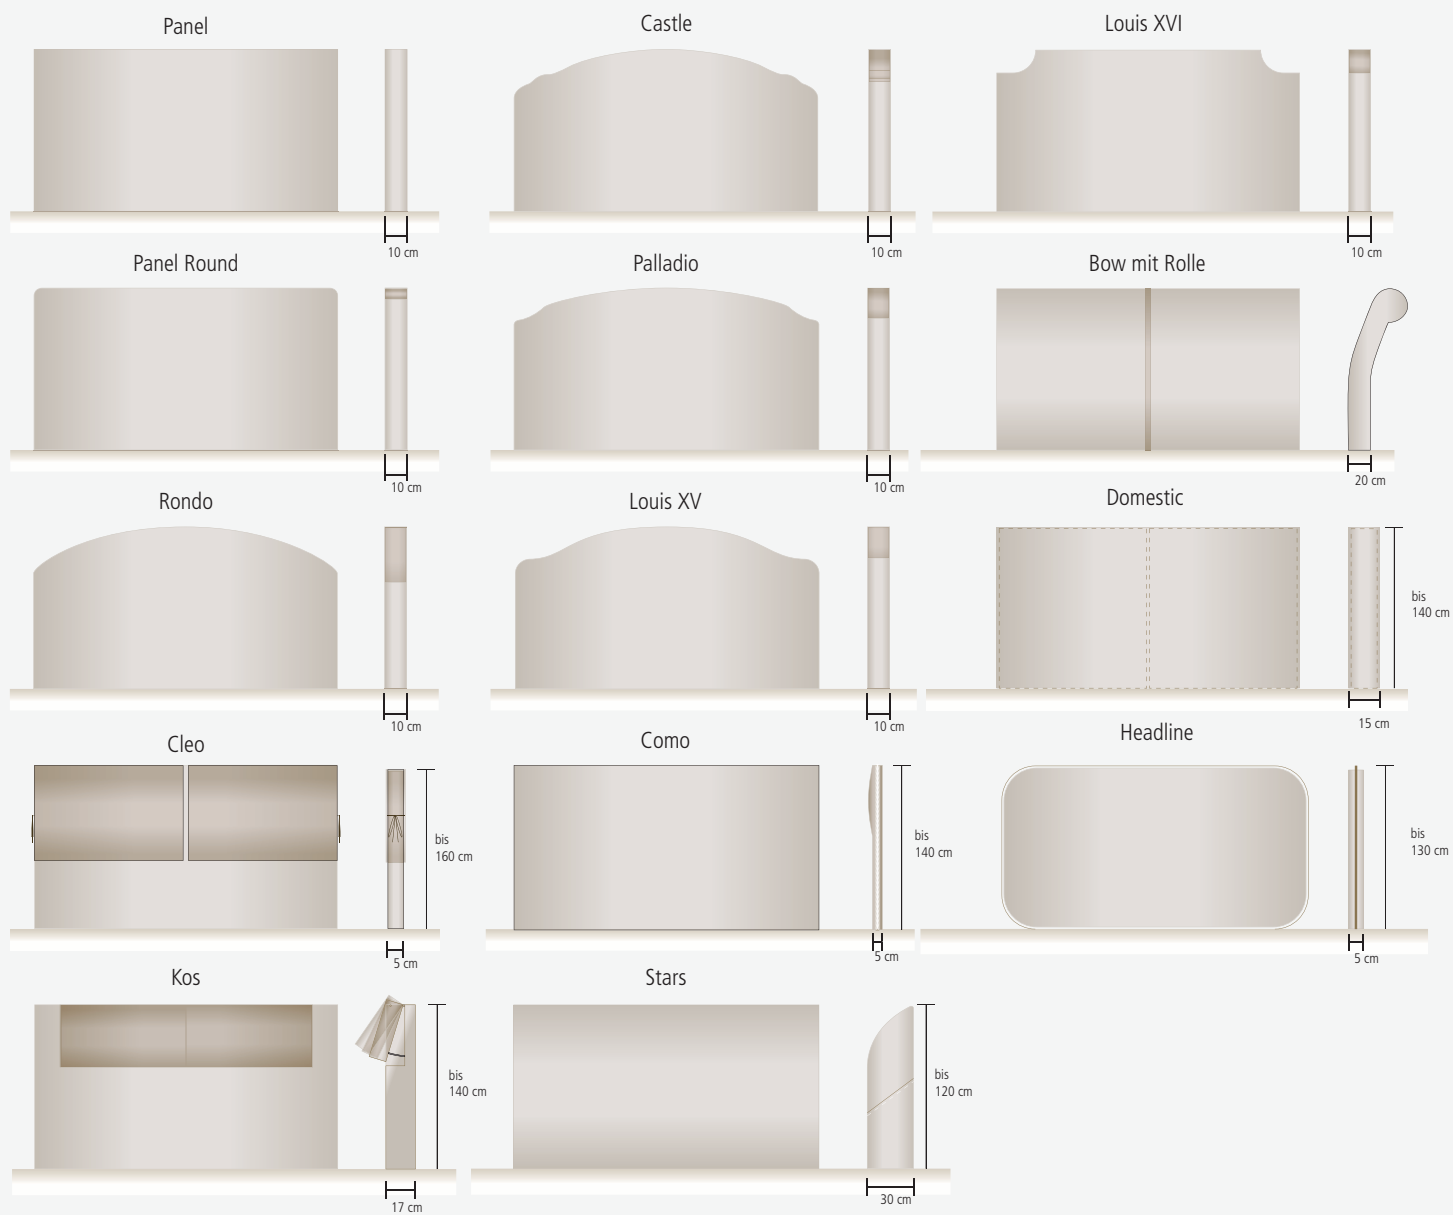 Panel
Castle
Louis XVI
10 cm
10 cm
10 cm
Panel Round
Palladio
Bow mit Rolle
10 cm
10 cm
20 cm
Rondo
Louis XV
Domestic
bis
140 cm
10 cm
10 cm
15 cm
Cleo
Como
Headline
bis
160 cm
bis
140 cm
bis
130 cm
5 cm
5 cm
5 cm
Kos
Stars
bis
140 cm
bis
120 cm
17 cm
30 cm